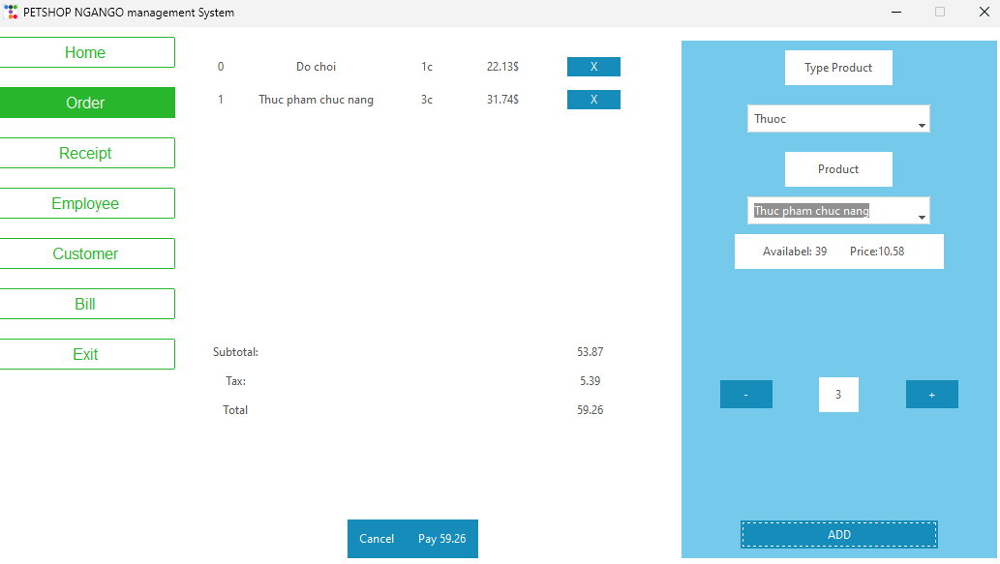 PETSHOP NGANGO management System
Home
Order
Receipt
Employee
Customer
Bill
Exit
0 Do choi 1c 22.13$ X
1 Thuc pham chuc nang 3c 31.74$ X
Subtotal: 53.87
Tax: 5.39
Total 59.26
Cancel Pay 59.26
Type Product
Thuoc
Product
Thuc pham chuc nang
Availabel: 39 Price:10.58
- 3 +
ADD